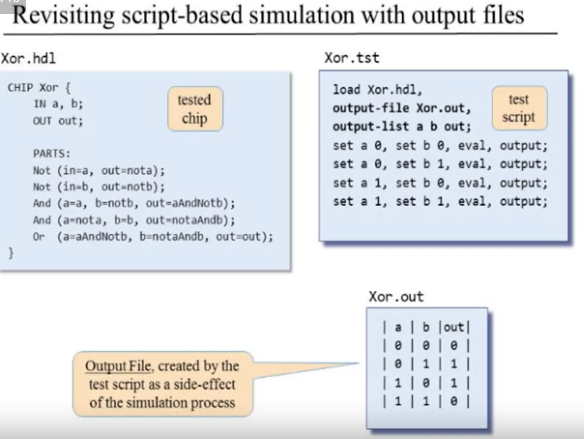 Revisiting script-based simulation with output files
Xor.hdl
CHIP Xor {
IN a, b;
OUT out;
PARTS:
Not (in=a, out=nota);
Not (in=b, out=notb);
And (a=a, b=notb, out=aAndNotb);
And (a=nota, b=b, out=notaAndb);
Or (a=aAndNotb, b=notaAndb, out=out);
}
tested
chip
Xor.tst
load Xor.hdl,
output-file Xor.out,
output-list a b out;
set a 0, set b 0, eval, output;
set a 0, set b 1, eval, output;
set a 1, set b 0, eval, output;
set a 1, set b 1, eval, output;
test
script
Xor.out
| a | b |out|
| 0 | 0 | 0 |
| 0 | 1 | 1 |
| 1 | 0 | 1 |
| 1 | 1 | 0 |
Output File, created by the
test script as a side-effect
of the simulation process